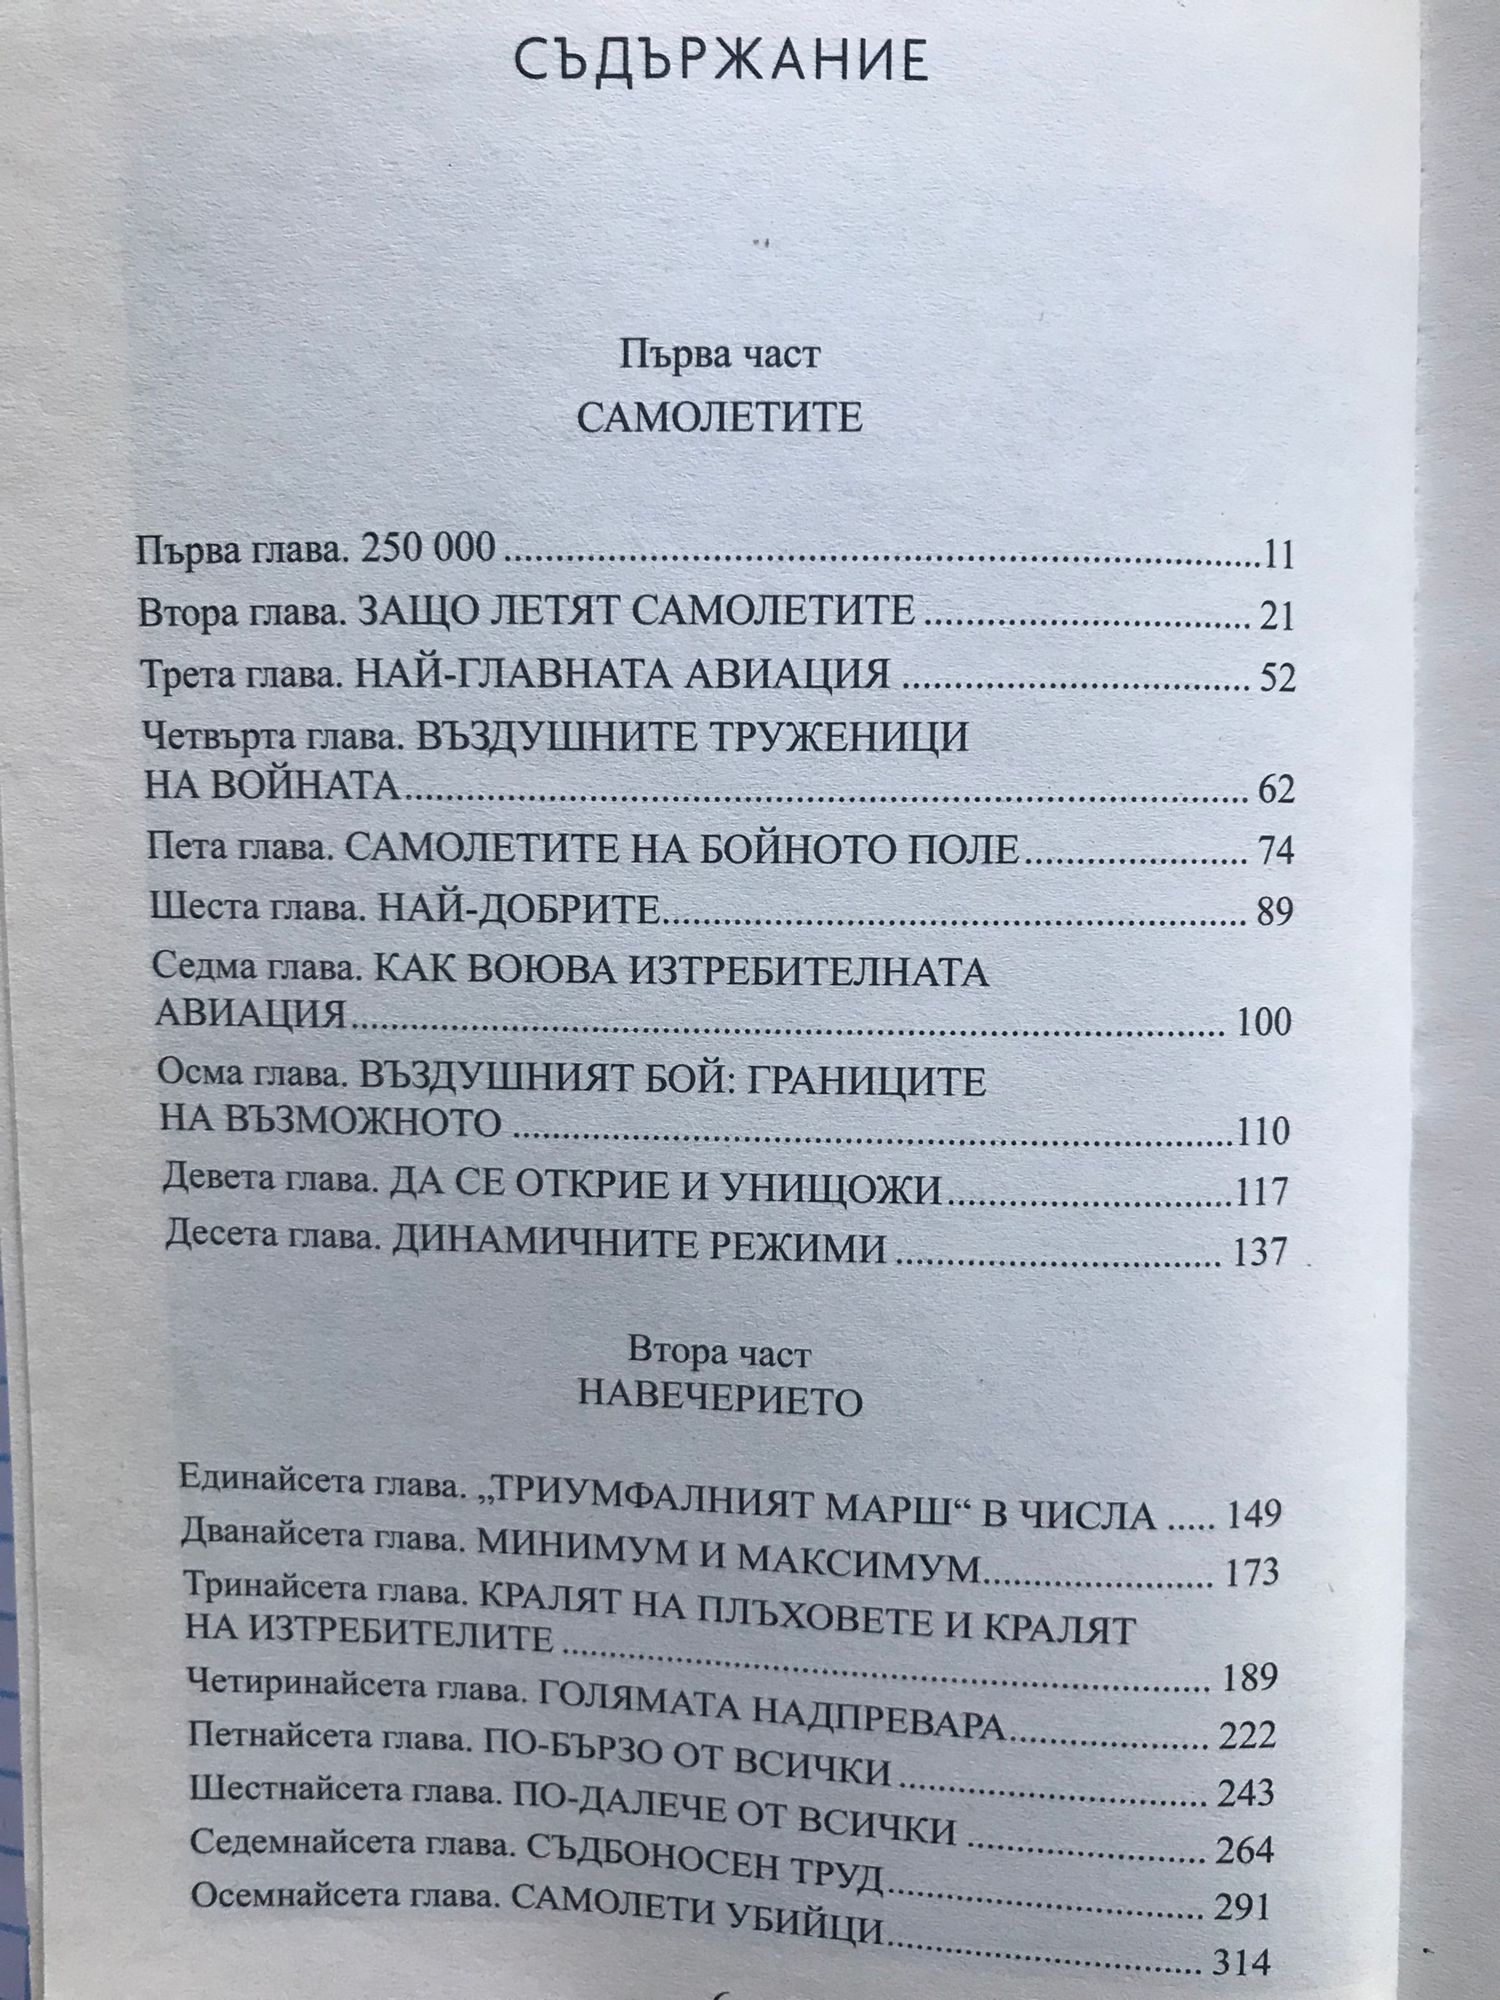 СЪДЪРЖАНИЕ
Първа част
САМОЛЕТИТЕ
Първа глава. 250 000 ........................................................................11
Втора глава. ЗАЩО ЛЕТЯТ САМОЛЕТИТЕ ............................... 21
Трета глава. НАЙ-ГЛАВНАТА АВИАЦИЯ ................................. 52
Четвърта глава. ВЪЗДУШНИТЕ ТРУЖЕНИЦИ
НА ВОЙНАТА................................................................................ 62
Пета глава. САМОЛЕТИТЕ НА БОЙНОТО ПОЛЕ..................... 74
Шеста глава. НАЙ-ДОБРИТЕ....................................................... 89
Седма глава. КАК ВОЮВА ИЗТРЕБИТЕЛНАТА
АВИАЦИЯ................................................................................... 100
Осма глава. ВЪЗДУШНИЯТ БОЙ: ГРАНИЦИТЕ
НА ВЪЗМОЖНОТО .....................................................................110
Девета глава. ДА СЕ ОТКРИЕ И УНИЩОЖИ...........................117
Десета глава. ДИНАМИЧНИТЕ РЕЖИМИ ............................... 137
Втора част
НАВЕЧЕРИЕТО
Единайсета глава. „ТРИУМФАЛНИЯТ МАРШ“ В ЧИСЛА ..... 149
Дванайсета глава. МИНИМУМ И МАКСИМУМ....................... 173
Тринайсета глава. КРАЛЯТ НА ПЛЪХОВЕТЕ И КРАЛЯТ
НА ИЗТРЕБИТЕЛИТЕ ................................................................ 189
Четиринайсета глава. ГОЛЯМАТА НАДПРЕВАРА.................... 222
Петнайсета глава. ПО-БЪРЗО ОТ ВСИЧКИ .............................. 243
Шестнайсета глава. ПО-ДАЛЕЧЕ ОТ ВСИЧКИ ........................ 264
Седемнайсета глава. СЪДБОНОСЕН ТРУД............................... 291
Осемнайсета глава. САМОЛЕТИ УБИЙЦИ............................... 314